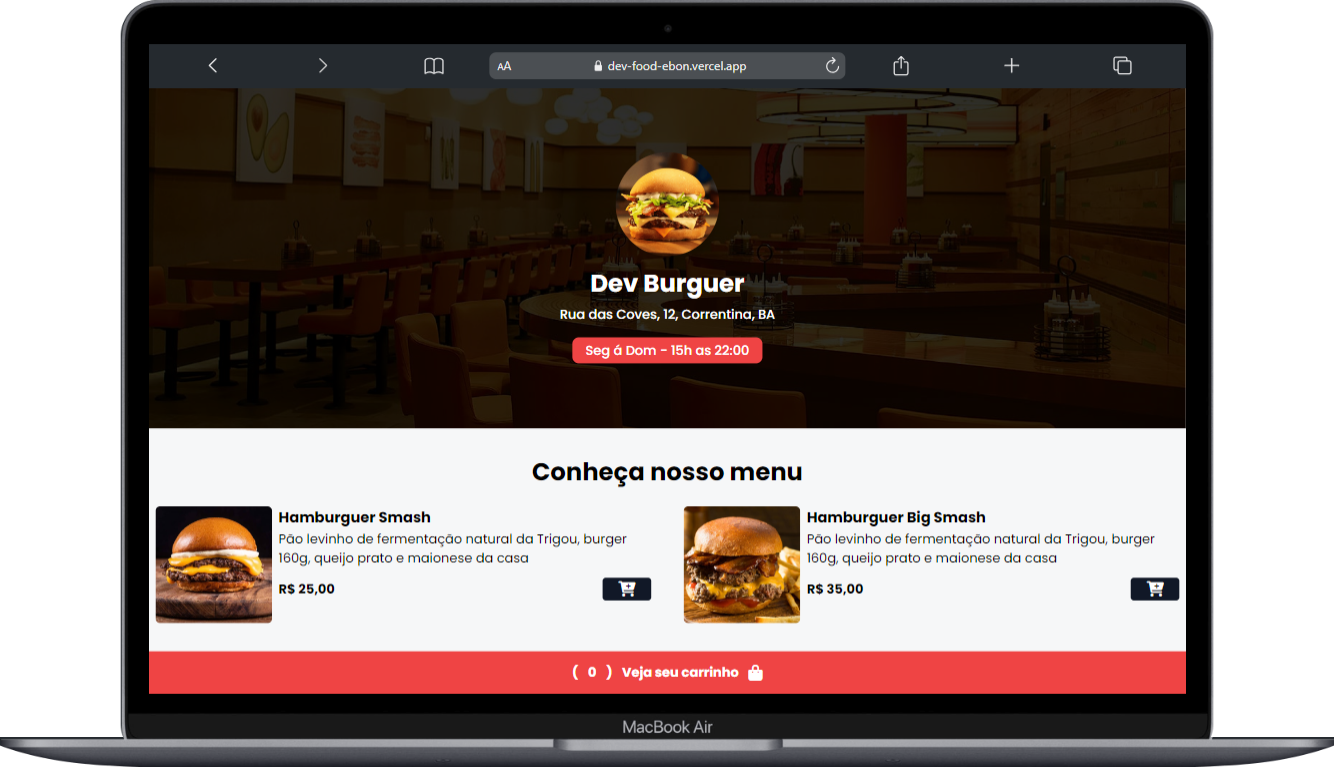 AA dev-food-ebon.vercel.app
Dev Burguer
Rua das Coves, 12, Correntina, BA
Seg á Dom - 15h as 22:00
Conheça nosso menu
Hamburguer Smash
Pão levinho de fermentação natural da Trigou, burger
160g, queijo prato e maionese da casa
R$ 25,00
Hamburguer Big Smash
Pão levinho de fermentação natural da Trigou, burger
160g, queijo prato e maionese da casa
R$ 35,00
( 0 ) Veja seu carrinho
MacBook Air